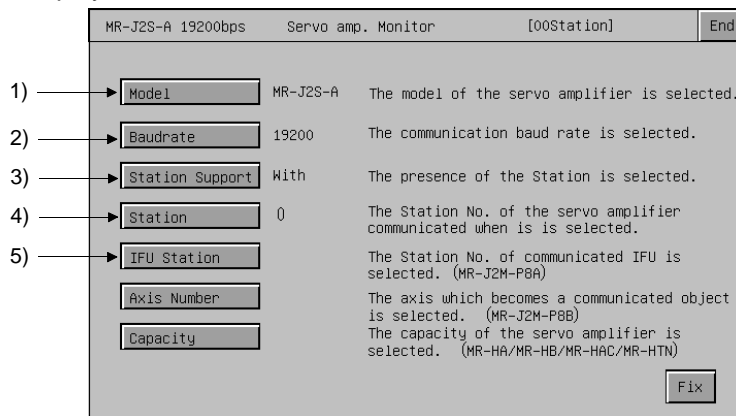 MR-J2S-A 19200bps Servo amp. Monitor [00Station] End
1) Model MR-J2S-A The model of the servo amplifier is selected.
2) Baudrate 19200 The communication baud rate is selected.
3) Station Support With The presence of the Station is selected.
4) Station 0 The Station No. of the servo amplifier
communicated when is is selected.
5) IFU Station The Station No. of communicated IFU is
selected. (MR-J2M-P8A)
Axis Number The axis which becomes a communicated object
is selected. (MR-J2M-P8B)
Capacity The capacity of the servo amplifier is
selected. (MR-HA/MR-HB/MR-HAC/MR-HTN)
Fix